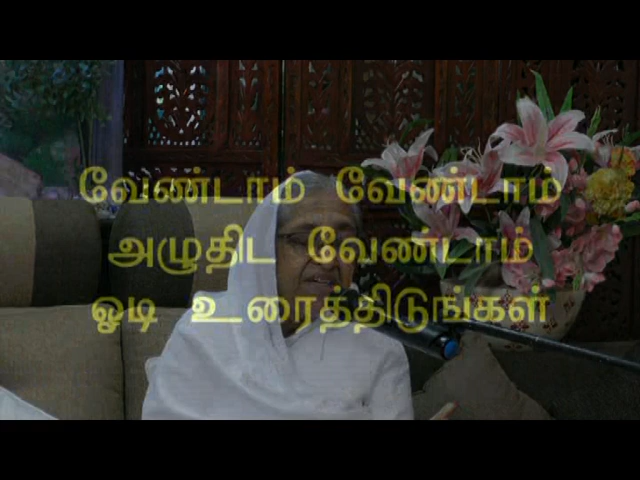 வேண்டாம் வேண்டாம்
அழுதிட வேண்டாம்
ஓடி உரைத்திடுங்கள்